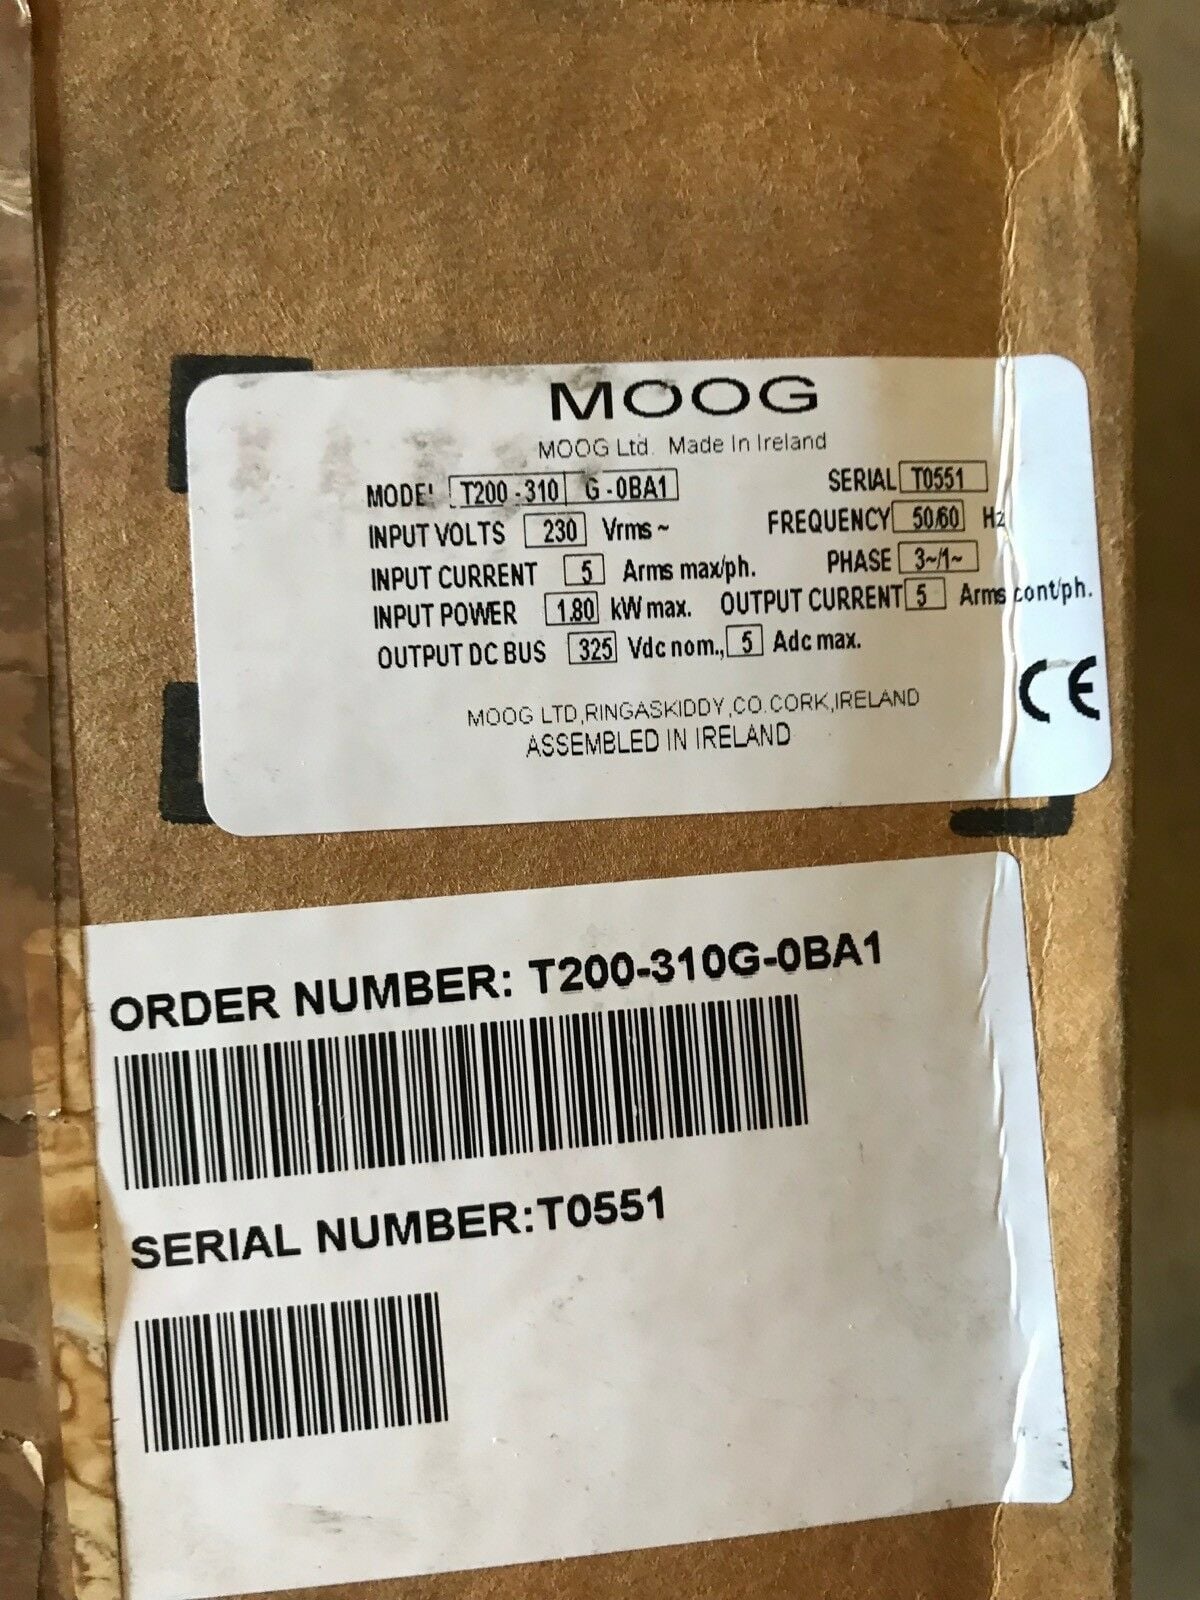 MOOG
MOOG Ltd. Made In Ireland
MODEL T200 - 310 G - 0BA1 SERIAL T0551
INPUT VOLTS 230 Vrms ~ FREQUENCY 50/60 Hz
INPUT CURRENT 5 Arms max/ph. PHASE 3~/1~
INPUT POWER 1.80 kW max. OUTPUT CURRENT 5 Arms cont/ph.
OUTPUT DC BUS 325 Vdc nom., 5 Adc max.
CE
MOOG LTD,RINGASKIDDY,CO.CORK,IRELAND
ASSEMBLED IN IRELAND
ORDER NUMBER: T200-310G-0BA1
SERIAL NUMBER:T0551